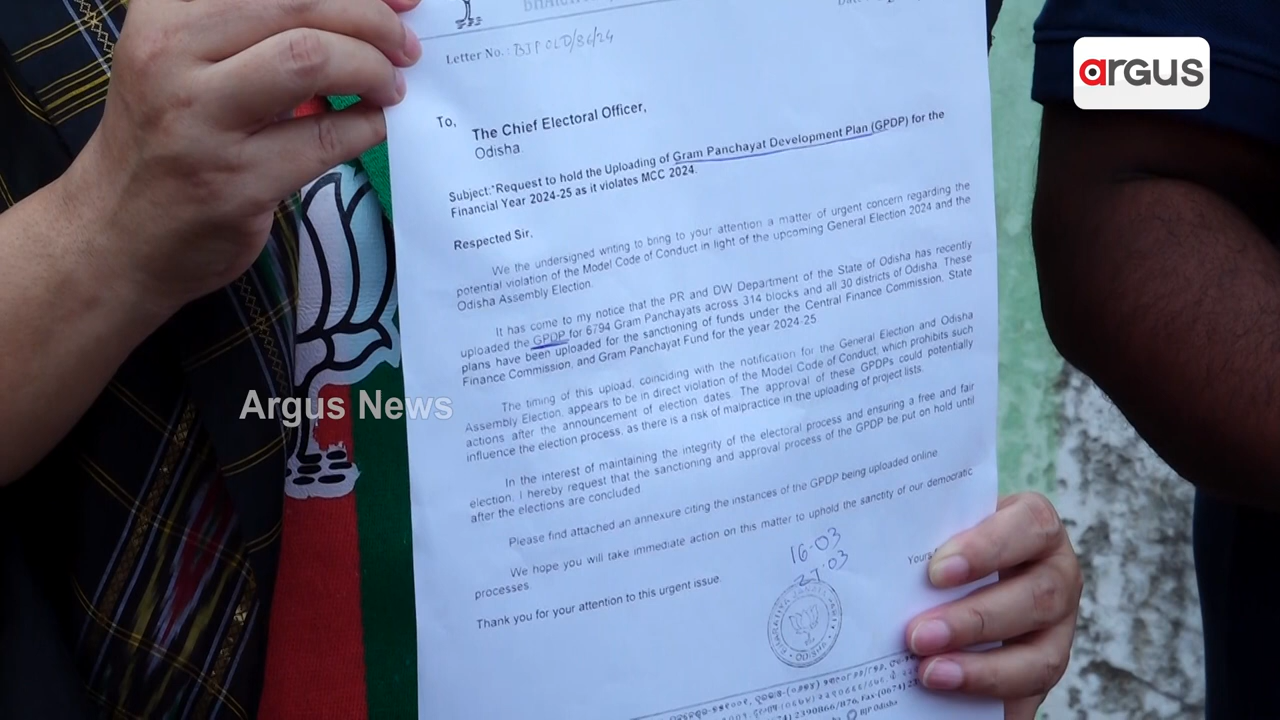 argus
Letter No.: BJP OLD/86/24
To,
The Chief Electoral Officer,
Odisha.
Subject:"Request to hold the Uploading of Gram Panchayat Development Plan (GPDP) for the
Financial Year 2024-25 as it violates MCC 2024.
Respected Sir,
We the undersigned writing to bring to your attention a matter of urgent concern regarding the
potential violation of the Model Code of Conduct in light of the upcoming General Election 2024 and the
Odisha Assembly Election.
It has come to my notice that the PR and DW Department of the State of Odisha has recently
uploaded the GPDP for 6794 Gram Panchayats across 314 blocks and all 30 districts of Odisha. These
plans have been uploaded for the sanctioning of funds under the Central Finance Commission, State
Finance Commission, and Gram Panchayat Fund for the year 2024-25
The timing of this upload, coinciding with the notification for the General Election and Odisha
Assembly Election, appears to be in direct violation of the Model Code of Conduct, which prohibits such
actions after the announcement of election dates. The approval of these GPDPs could potentially
influence the election process, as there is a risk of malpractice in the uploading of project lists.
In the interest of maintaining the integrity of the electoral process and ensuring a free and fair
election, I hereby request that the sanctioning and approval process of the GPDP be put on hold until
after the elections are concluded
Please find attached an annexure citing the instances of the GPDP being uploaded online
We hope you will take immediate action on this matter to uphold the sanctity of our democratic
processes.
Thank you for your attention to this urgent issue.
16-03
27.03
Yours
BHARATIYA JANATA PARTY
ODISHA
BJP Odisha
Argus News